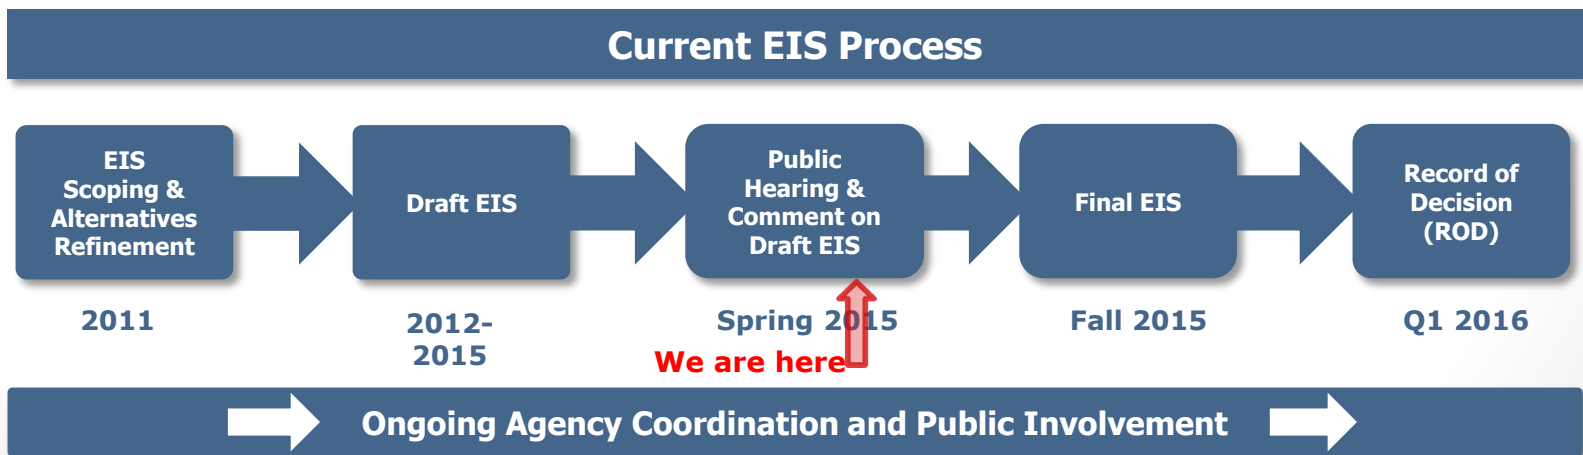 Current EIS Process
EIS
Scoping &
Alternatives
Refinement
Draft EIS
Public
Hearing &
Comment on
Draft EIS
Final EIS
Record of
Decision
(ROD)
2011
2012-
2015
Spring 2015
Fall 2015
Q1 2016
We are here
Ongoing Agency Coordination and Public Involvement